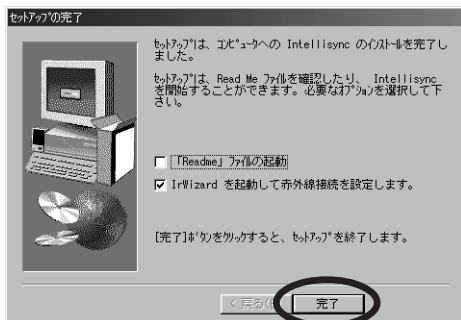 ｾｯﾄｱｯﾌﾟの完了
ｾｯﾄｱｯﾌﾟは、ｺﾝﾋﾟｭｰﾀへの Intellisync のｲﾝｽﾄｰﾙを完了し
ました。
ｾｯﾄｱｯﾌﾟは、Read Me ﾌｧｲﾙを確認したり、 Intellisync
を開始することができます。必要なｵﾌﾟｼｮﾝを選択して下
さい。
「Readme」ﾌｧｲﾙの起動
IrWizard を起動して赤外線接続を設定します。
[完了]ﾎﾞﾀﾝをｸﾘｯｸすると、ｾｯﾄｱｯﾌﾟを終了します。
< 戻る( 完了